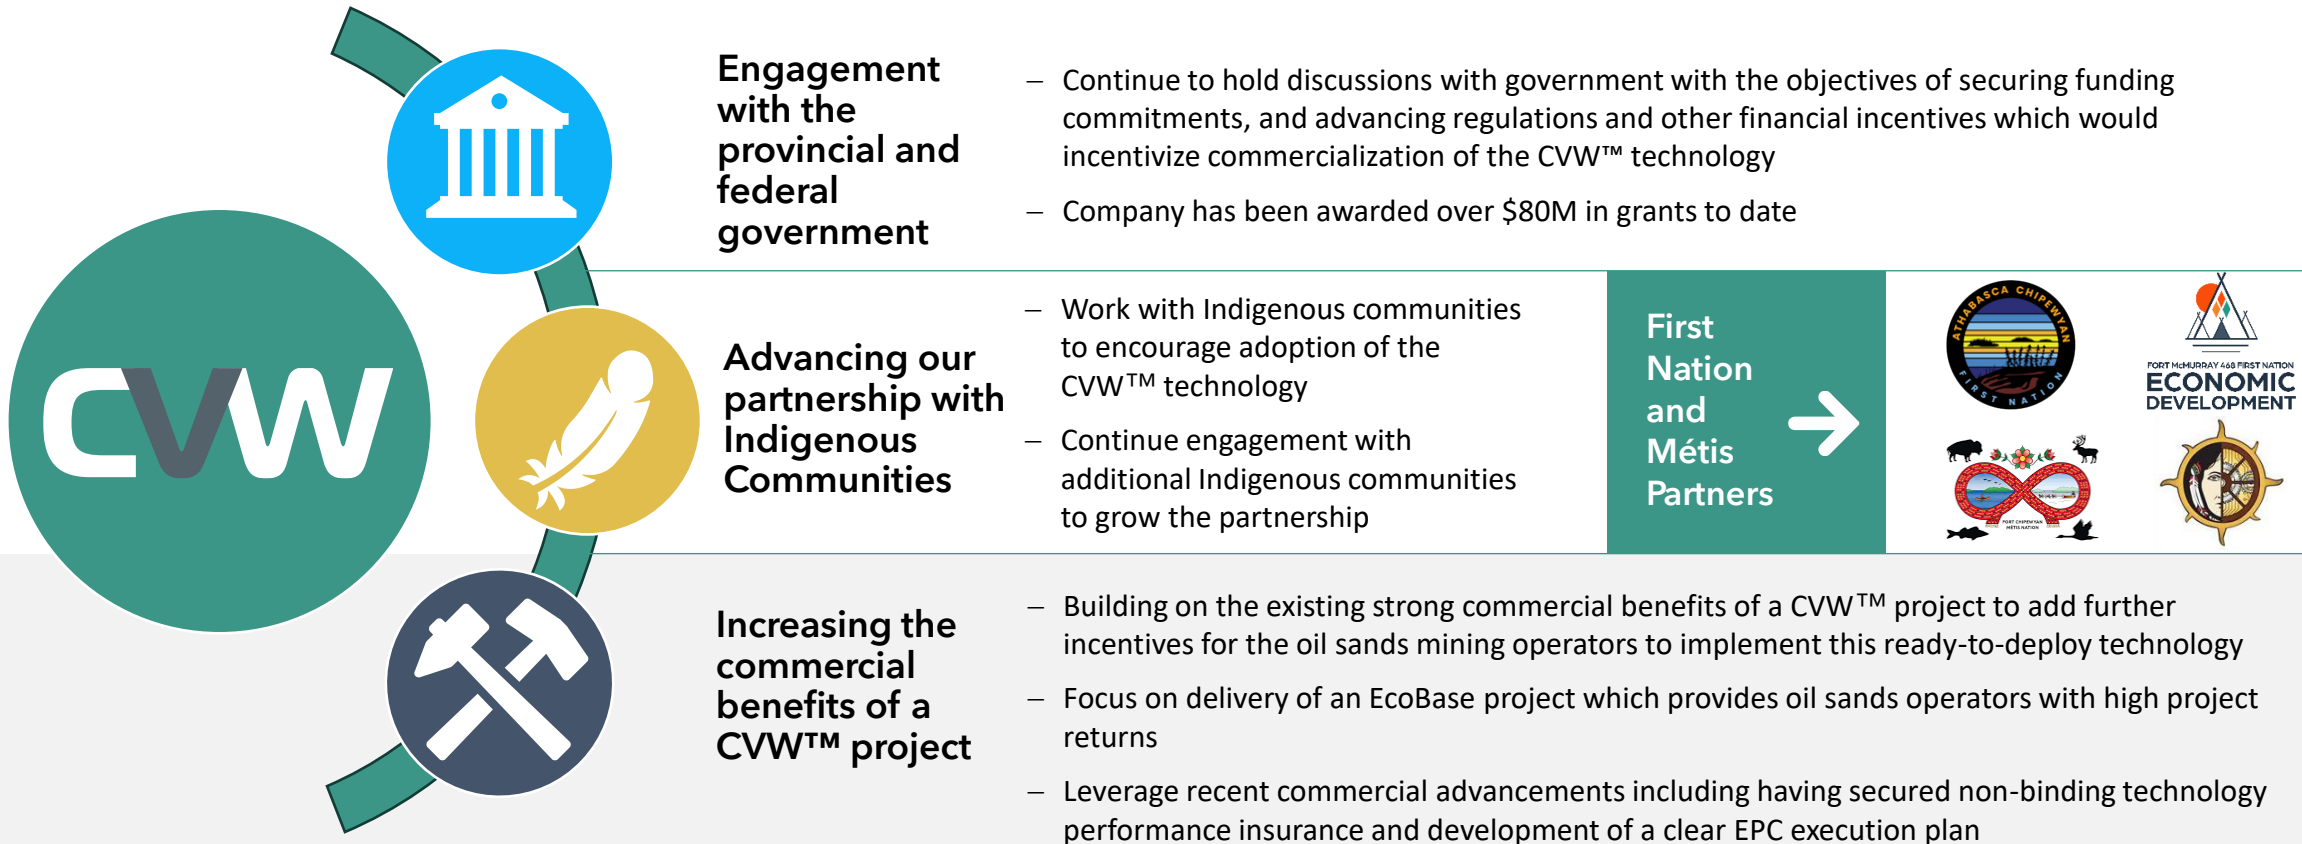 CVW
Engagement
with the
provincial and
federal
government
– Continue to hold discussions with government with the objectives of securing funding
commitments, and advancing regulations and other financial incentives which would
incentivize commercialization of the CVW™ technology
– Company has been awarded over $80M in grants to date
Advancing our
partnership with
Indigenous
Communities
– Work with Indigenous communities
to encourage adoption of the
CVW™ technology
– Continue engagement with
additional Indigenous communities
to grow the partnership
First
Nation
and
Métis
Partners
ATHABASCA CHIPEWYAN
FIRST NATION
FORT McMURRAY 468 FIRST NATION
ECONOMIC
DEVELOPMENT
FORT CHIPEWYAN
MÉTIS NATION
Increasing the
commercial
benefits of a
CVW™ project
– Building on the existing strong commercial benefits of a CVW™ project to add further
incentives for the oil sands mining operators to implement this ready-to-deploy technology
– Focus on delivery of an EcoBase project which provides oil sands operators with high project
returns
– Leverage recent commercial advancements including having secured non-binding technology
performance insurance and development of a clear EPC execution plan